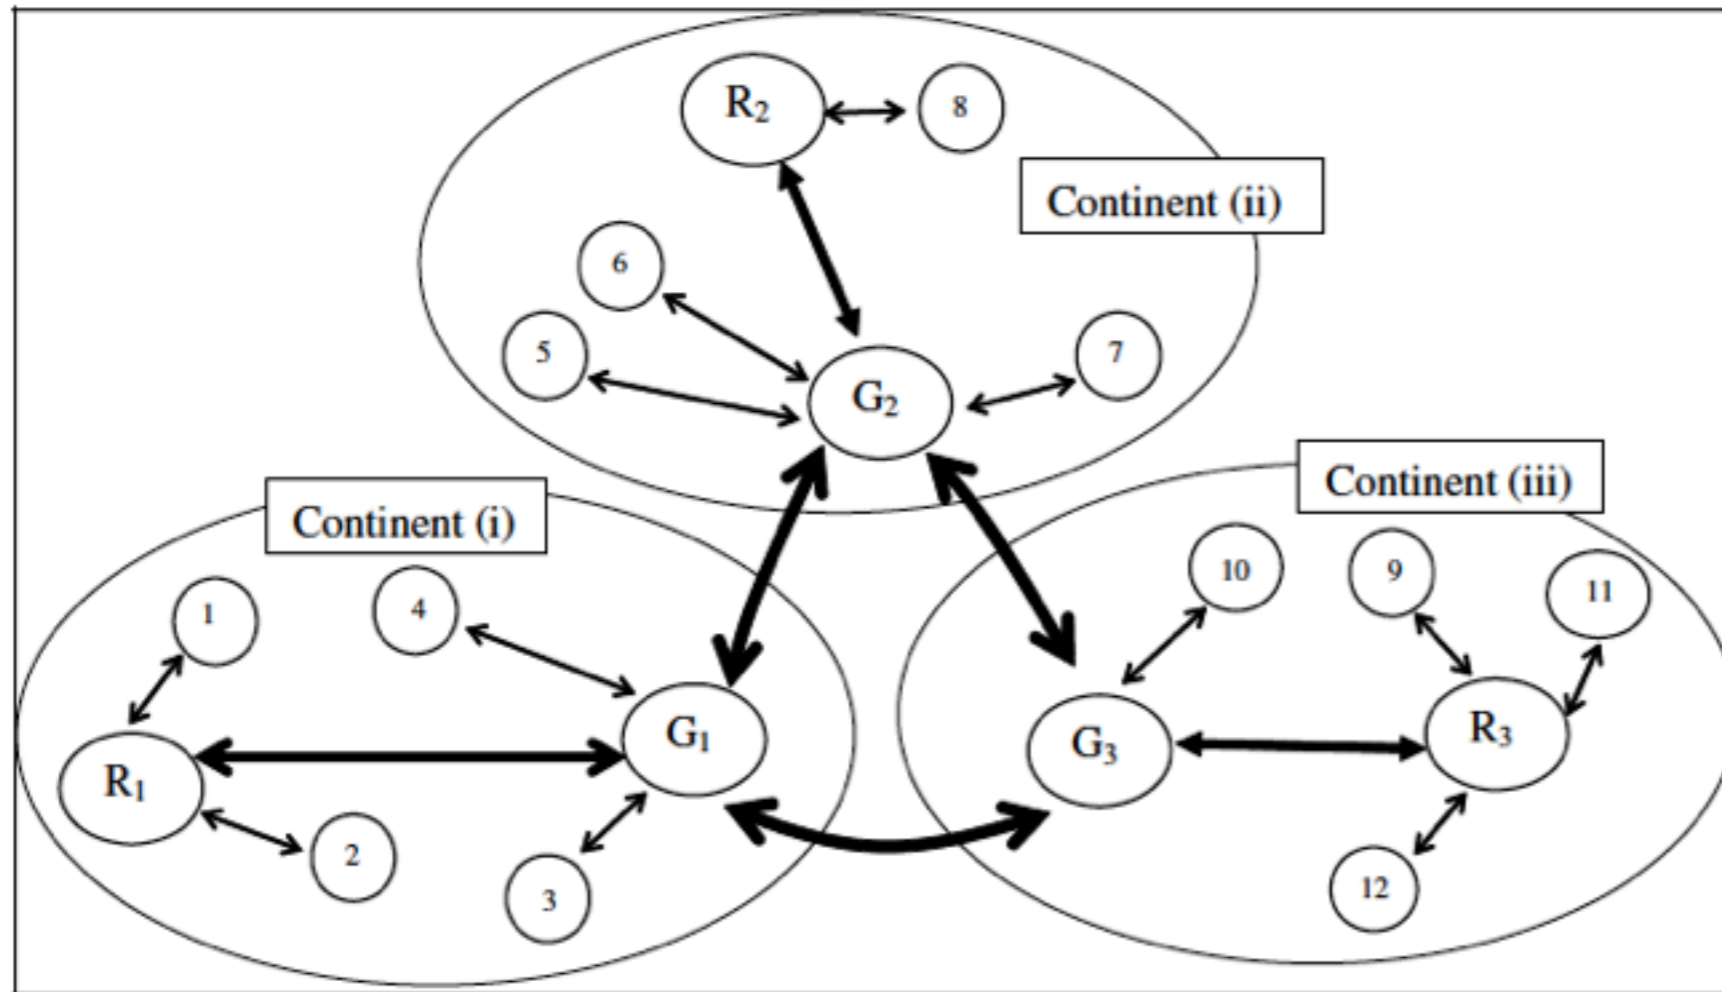 R₂
8
Continent (ii)
6
5
7
G₂
Continent (i)
Continent (iii)
1
4
10
9
11
R₁
G₁
G₃
R₃
2
3
12